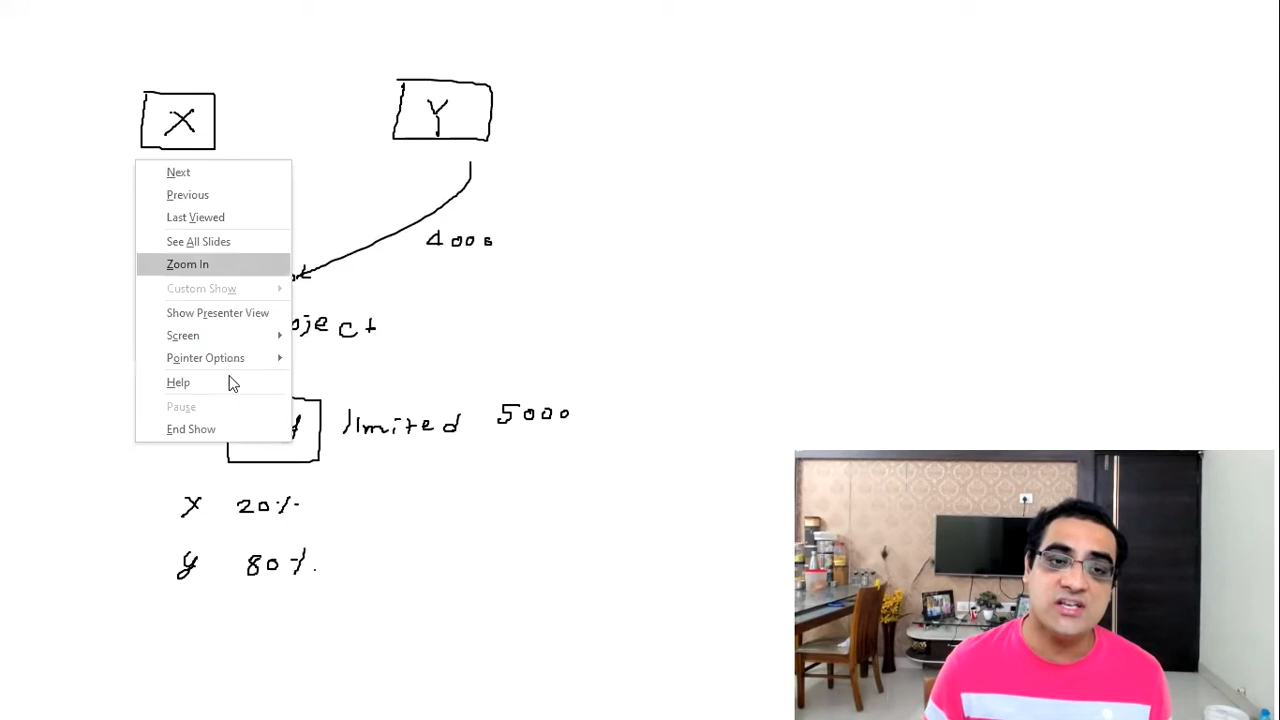 X Y
Next
Previous
Last Viewed
See All Slides
4000
Zoom In
Custom Show
Show Presenter View
oject
Screen
Pointer Options
Help
Pause
limited 5000
End Show
X 20%
Y 80%